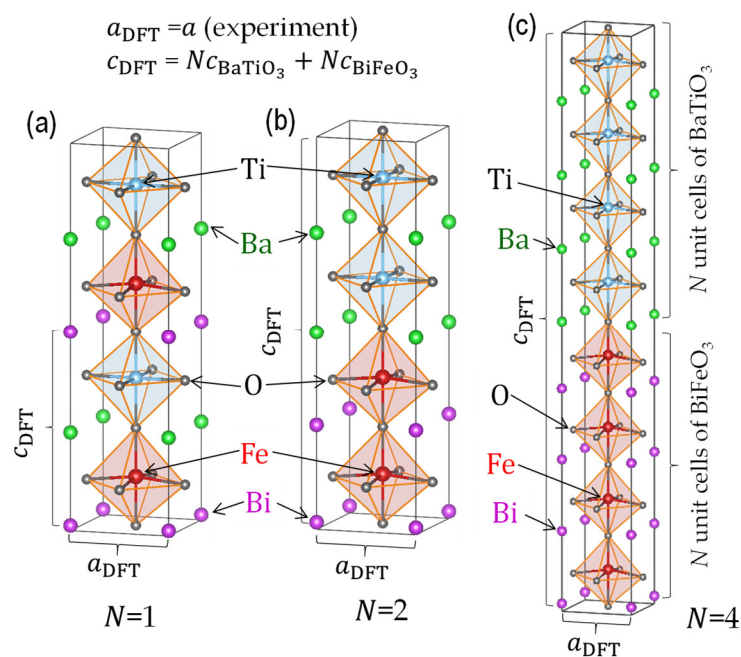 a_DFT =a (experiment)
c_DFT = Nc_BaTiO₃ + Nc_BiFeO₃
(a)
(b)
(c)
Ti
Ba
O
Fe
Bi
c_DFT
c_DFT
a_DFT
a_DFT
N=1
N=2
Ti
Ba
c_DFT
O
Fe
Bi
N unit cells of BaTiO₃
N unit cells of BiFeO₃
a_DFT
N=4